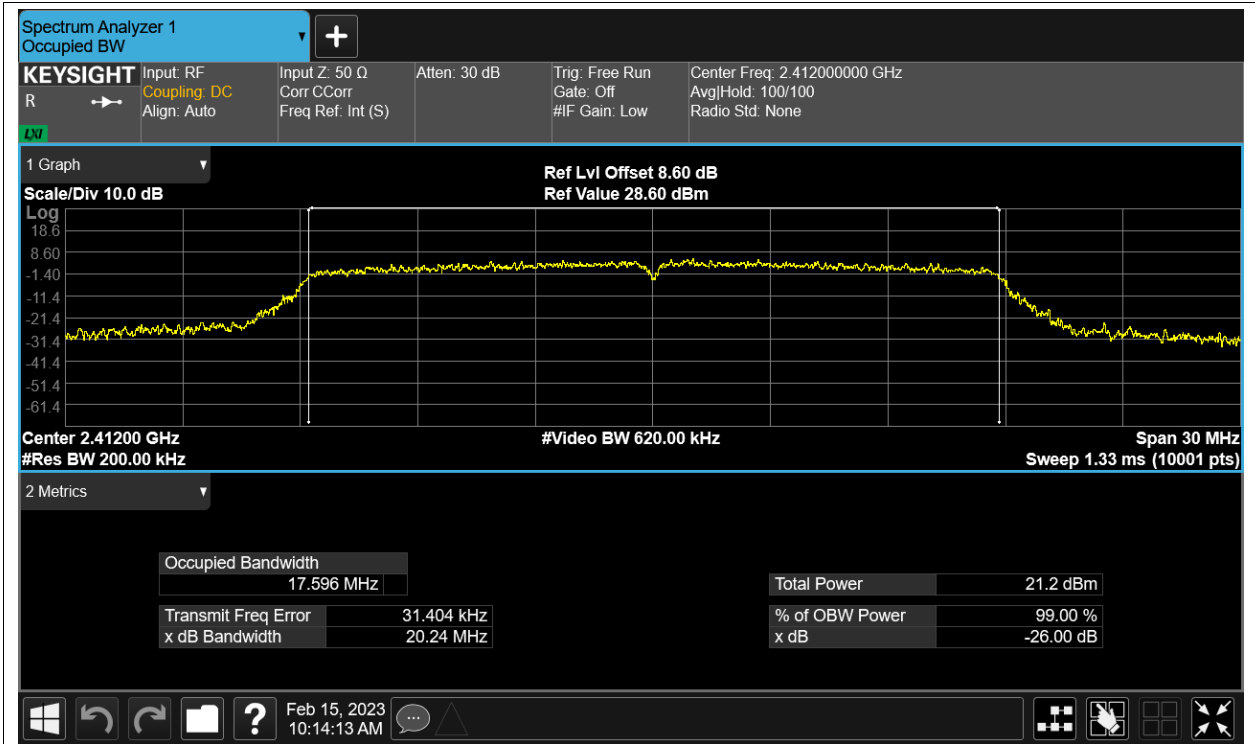 Spectrum Analyzer 1
Occupied BW
▼
+
KEYSIGHT Input: RF Input Z: 50 Ω Atten: 30 dB Trig: Free Run Center Freq: 2.412000000 GHz
R Coupling: DC Corr CCorr Gate: Off Avg|Hold: 100/100
Align: Auto Freq Ref: Int (S) #IF Gain: Low Radio Std: None
LXI
1 Graph ▼
Ref Lvl Offset 8.60 dB
Scale/Div 10.0 dB Ref Value 28.60 dBm
Log
18.6
8.60
-1.40
-11.4
-21.4
-31.4
-41.4
-51.4
-61.4
Center 2.41200 GHz #Video BW 620.00 kHz Span 30 MHz
#Res BW 200.00 kHz Sweep 1.33 ms (10001 pts)
2 Metrics ▼
Occupied Bandwidth
17.596 MHz Total Power 21.2 dBm
Transmit Freq Error 31.404 kHz % of OBW Power 99.00 %
x dB Bandwidth 20.24 MHz x dB -26.00 dB
? Feb 15, 2023
10:14:13 AM